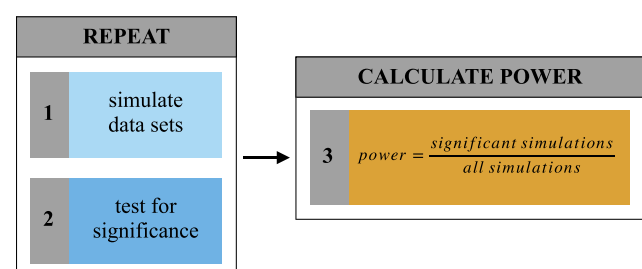 REPEAT
1
simulate
data sets
2
test for
significance
CALCULATE POWER
3
power = significant simulations / all simulations